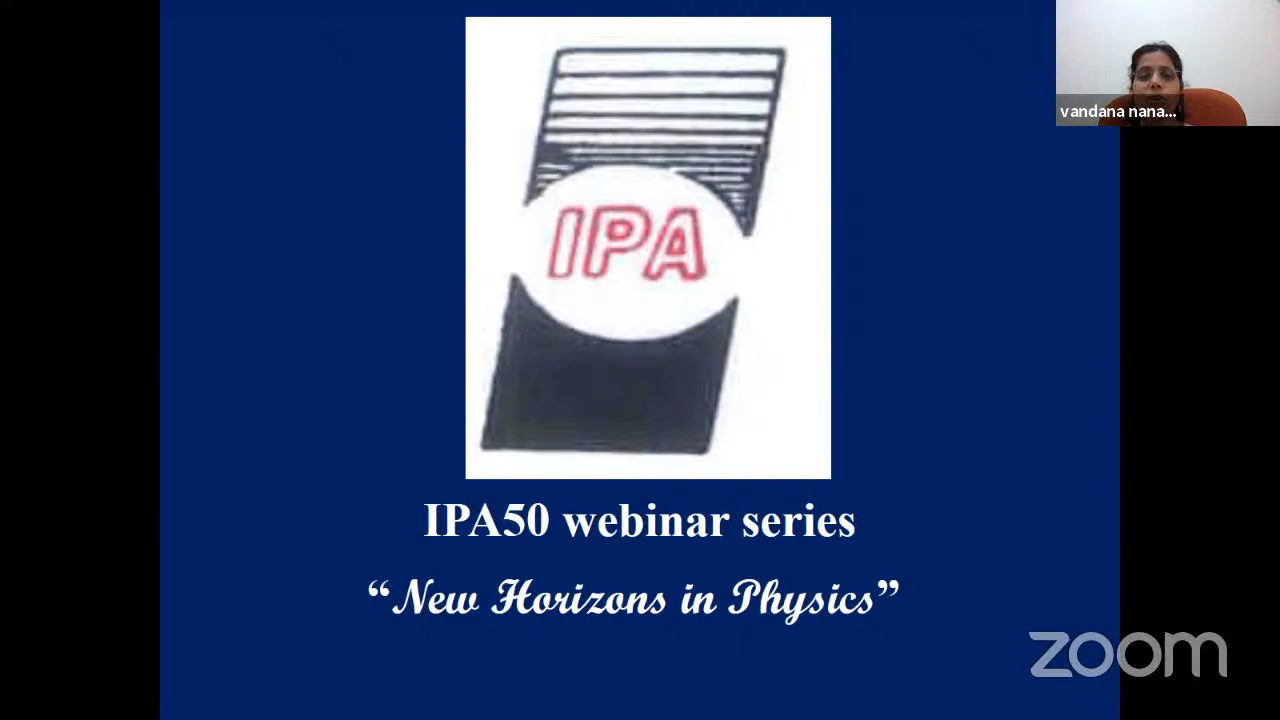 vandana nana...
IPA
IPA50 webinar series
“New Horizons in Physics”
zoom